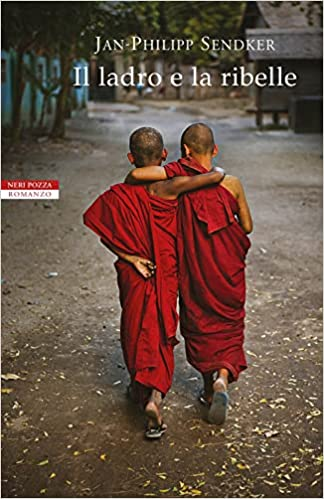 JAN-PHILIPP SENDKER
Il ladro e la ribelle
NERI POZZA
ROMANZO